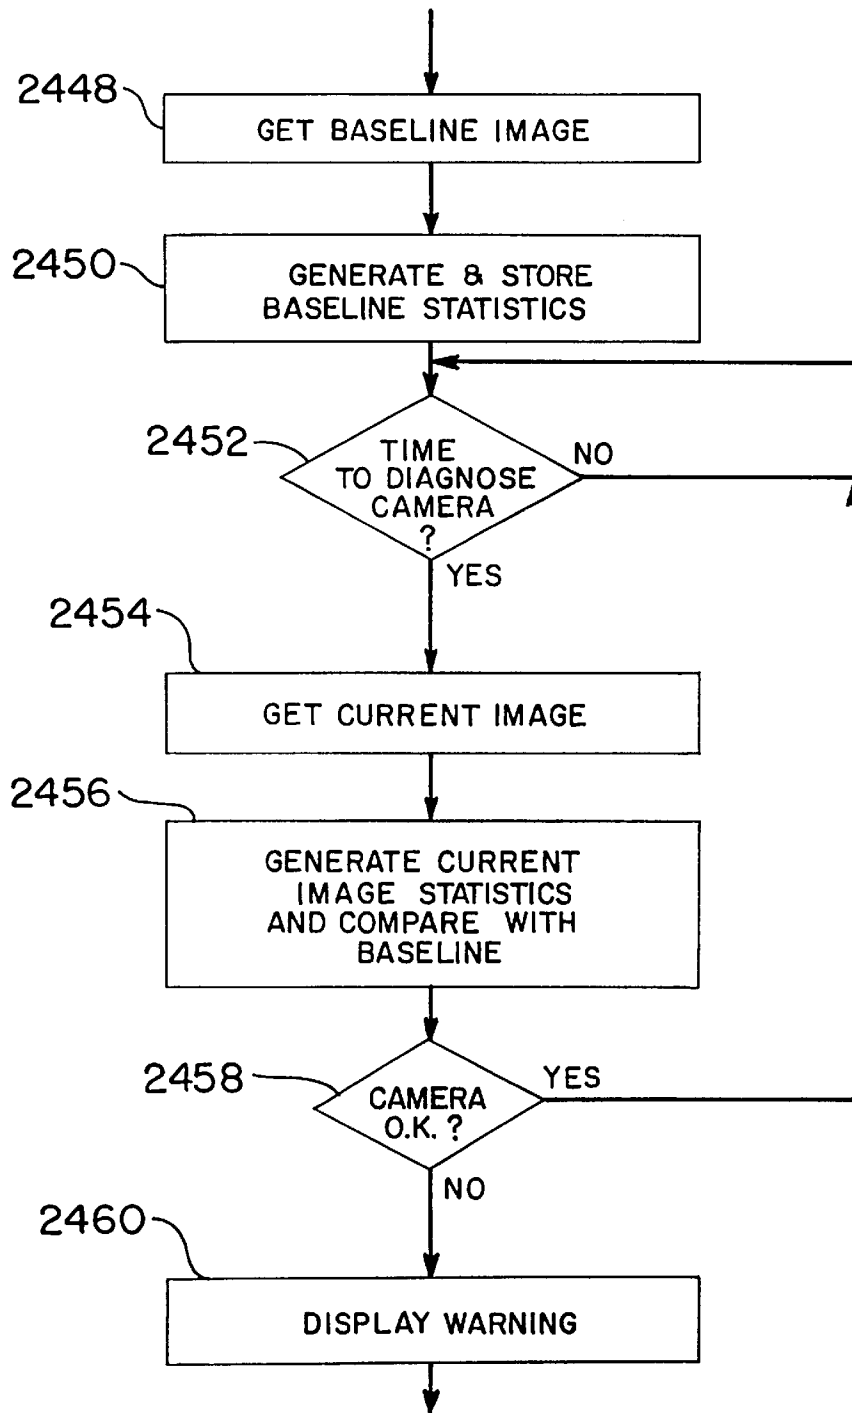 2448
GET BASELINE IMAGE
2450
GENERATE & STORE
BASELINE STATISTICS
2452
TIME
TO DIAGNOSE
CAMERA
?
NO
YES
2454
GET CURRENT IMAGE
2456
GENERATE CURRENT
IMAGE STATISTICS
AND COMPARE WITH
BASELINE
2458
CAMERA
O.K. ?
YES
NO
2460
DISPLAY WARNING